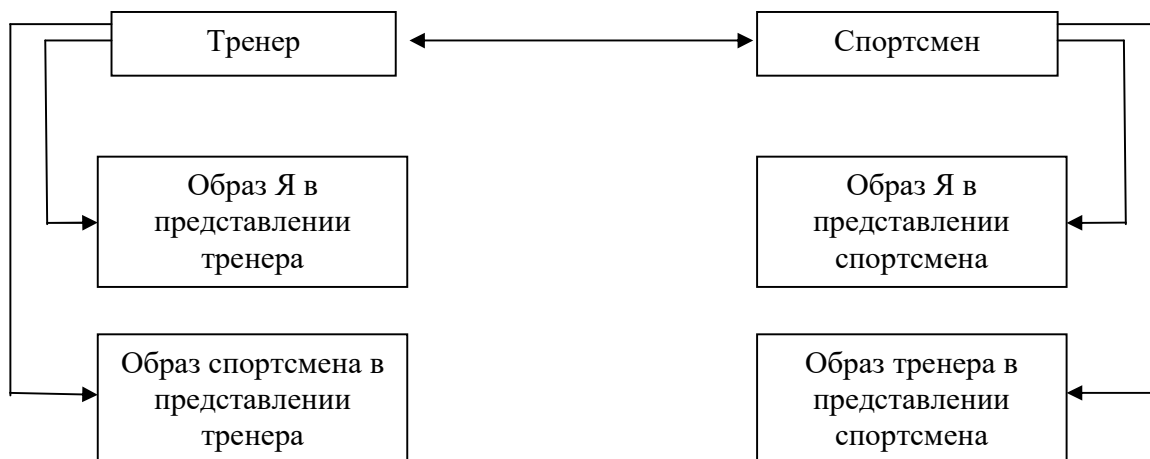 Тренер
Спортсмен
Образ Я в
представлении
тренера
Образ Я в
представлении
спортсмена
Образ спортсмена в
представлении
тренера
Образ тренера в
представлении
спортсмена